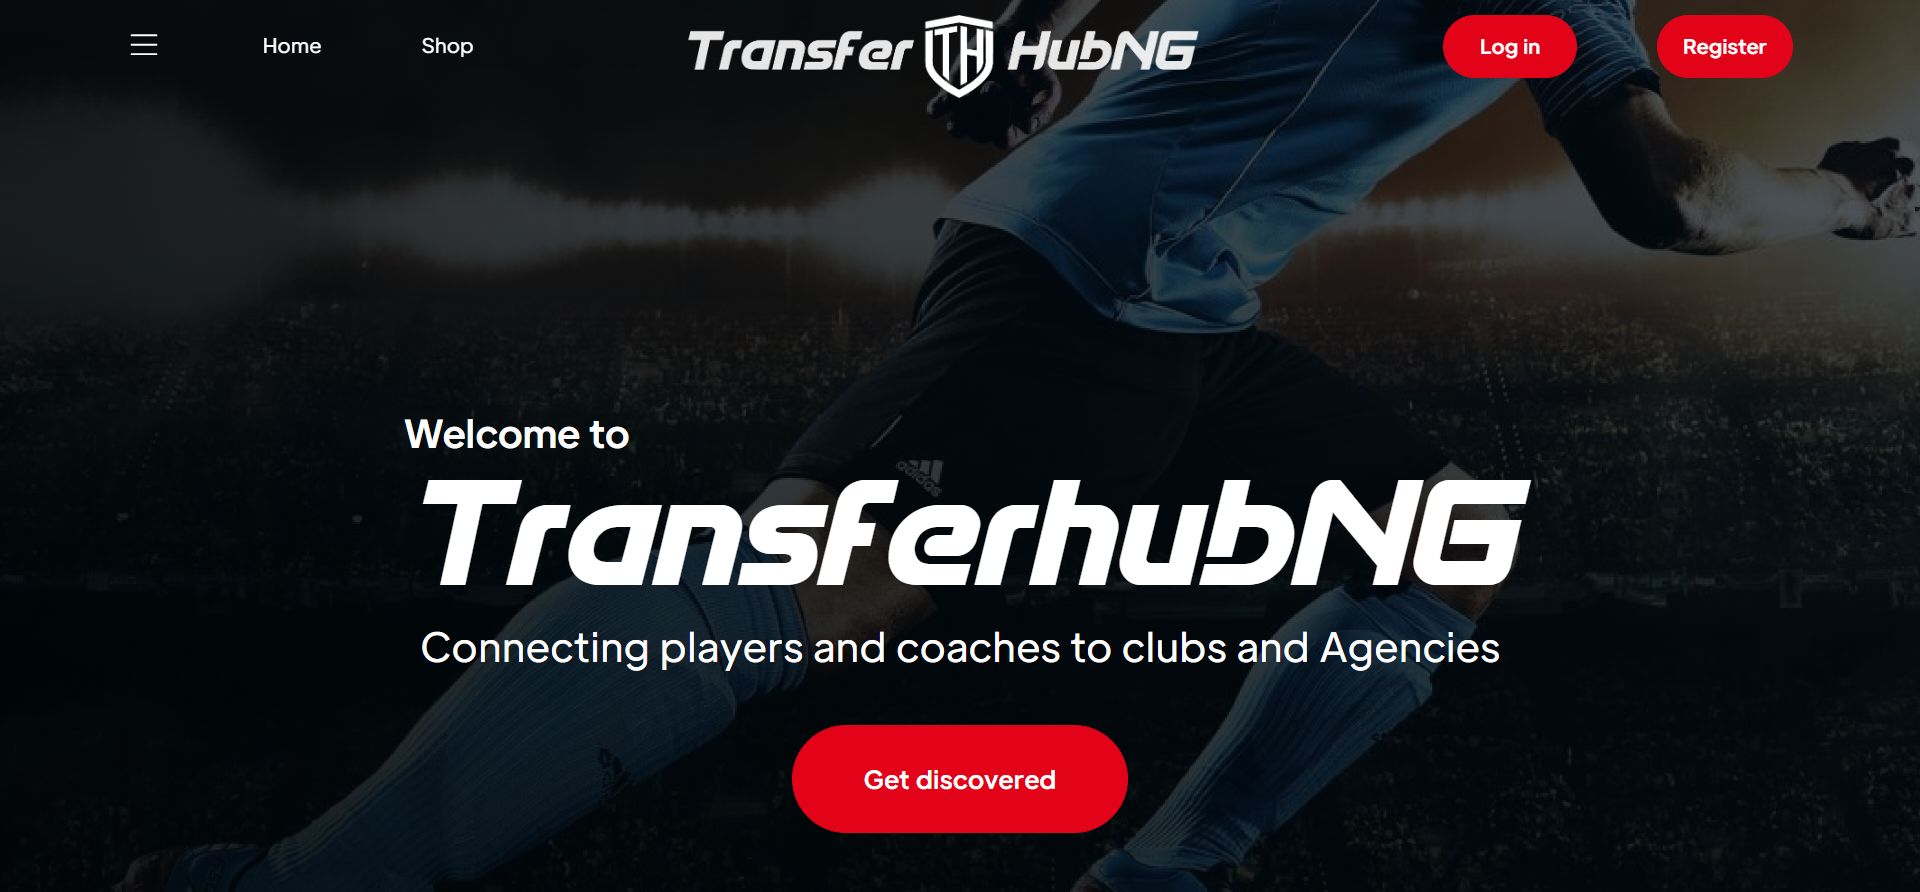 Home
Shop
Transfer TH HubNG
Log in
Register
Welcome to
TransferhubNG
adidas
Connecting players and coaches to clubs and Agencies
Get discovered